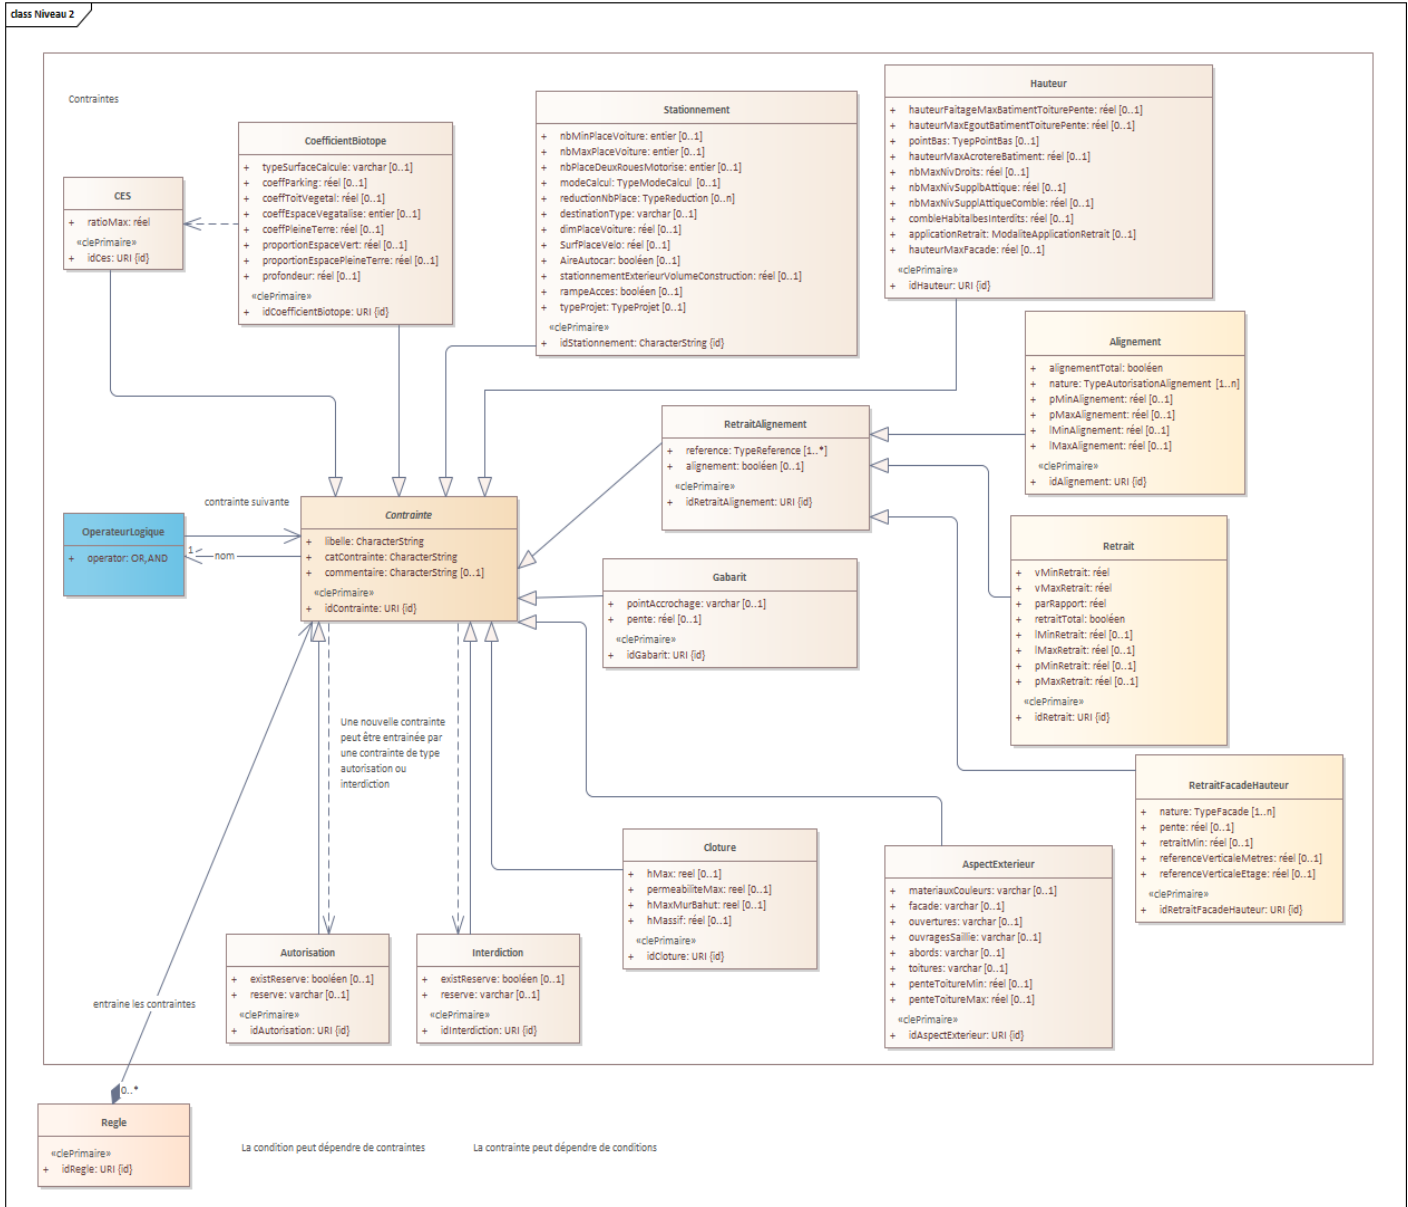 class Niveau 2
Contraintes
CES
+ ratioMax: réel
«clePrimaire»
+ idCes: URI {id}
CoefficientBiotope
+ typeSurfaceCalcule: varchar [0..1]
+ coeffParking: réel [0..1]
+ coeffToitVegetal: réel [0..1]
+ coeffEspaceVegatalise: entier [0..1]
+ coeffPleineTerre: réel [0..1]
+ proportionEspaceVert: réel [0..1]
+ proportionEspacePleineTerre: réel [0..1]
+ profondeur: réel [0..1]
«clePrimaire»
+ idCoefficientBiotope: URI {id}
Stationnement
+ nbMinPlaceVoiture: entier [0..1]
+ nbMaxPlaceVoiture: entier [0..1]
+ nbPlaceDeuxRouesMotorise: entier [0..1]
+ modeCalcul: TypeModeCalcul [0..1]
+ reductionNbPlace: TypeReduction [0..n]
+ destinationType: varchar [0..1]
+ dimPlaceVoiture: réel [0..1]
+ SurfPlaceVelo: réel [0..1]
+ AireAutocar: booléen [0..1]
+ stationnementExterieurVolumeConstruction: réel [0..1]
+ rampeAcces: booléen [0..1]
+ typeProjet: TypeProjet [0..1]
«clePrimaire»
+ idStationnement: CharacterString {id}
Hauteur
+ hauteurFaitageMaxBatimentToiturePente: réel [0..1]
+ hauteurMaxEgoutBatimentToiturePente: réel [0..1]
+ pointBas: TyepPointBas [0..1]
+ hauteurMaxAcrotereBatiment: réel [0..1]
+ nbMaxNivDroits: réel [0..1]
+ nbMaxNivSupplbAttique: réel [0..1]
+ nbMaxNivSupplAttiqueComble: réel [0..1]
+ combleHabitalbesInterdits: réel [0..1]
+ applicationRetrait: ModaliteApplicationRetrait [0..1]
+ hauteurMaxFacade: réel [0..1]
«clePrimaire»
+ idHauteur: URI {id}
Alignement
+ alignementTotal: booléen
+ nature: TypeAutorisationAlignement [1..n]
+ pMinAlignement: réel [0..1]
+ pMaxAlignement: réel [0..1]
+ lMinAlignement: réel [0..1]
+ lMaxAlignement: réel [0..1]
«clePrimaire»
+ idAlignement: URI {id}
RetraitAlignement
+ reference: TypeReference [1..*]
+ alignement: booléen [0..1]
«clePrimaire»
+ idRetraitAlignement: URI {id}
contrainte suivante
OperateurLogique
+ operator: OR,AND
1
nom
Contrainte
+ libelle: CharacterString
+ catContrainte: CharacterString
+ commentaire: CharacterString [0..1]
«clePrimaire»
+ idContrainte: URI {id}
Gabarit
+ pointAccrochage: varchar [0..1]
+ pente: réel [0..1]
«clePrimaire»
+ idGabarit: URI {id}
Retrait
+ vMinRetrait: réel
+ vMaxRetrait: réel
+ parRapport: réel
+ retraitTotal: booléen
+ lMinRetrait: réel [0..1]
+ lMaxRetrait: réel [0..1]
+ pMinRetrait: réel [0..1]
+ pMaxRetrait: réel [0..1]
«clePrimaire»
+ idRetrait: URI {id}
Une nouvelle contrainte
peut être entrainée par
une contrainte de type
autorisation ou
interdiction
RetraitFacadeHauteur
+ nature: TypeFacade [1..n]
+ pente: réel [0..1]
+ retraitMin: réel [0..1]
+ referenceVerticaleMetres: réel [0..1]
+ referenceVerticaleEtage: réel [0..1]
«clePrimaire»
+ idRetraitFacadeHauteur: URI {id}
Cloture
+ hMax: reel [0..1]
+ permeabiliteMax: reel [0..1]
+ hMaxMurBahut: reel [0..1]
+ hMassif: réel [0..1]
«clePrimaire»
+ idCloture: URI {id}
AspectExterieur
+ materiauxCouleurs: varchar [0..1]
+ facade: varchar [0..1]
+ ouvertures: varchar [0..1]
+ ouvragesSaillie: varchar [0..1]
+ abords: varchar [0..1]
+ toitures: varchar [0..1]
+ penteToitureMin: réel [0..1]
+ penteToitureMax: réel [0..1]
«clePrimaire»
+ idAspectExterieur: URI {id}
Autorisation
+ existReserve: booléen [0..1]
+ reserve: varchar [0..1]
«clePrimaire»
+ idAutorisation: URI {id}
Interdiction
+ existReserve: booléen [0..1]
+ reserve: varchar [0..1]
«clePrimaire»
+ idInterdiction: URI {id}
entraine les contraintes
0..*
Regle
«clePrimaire»
+ idRegle: URI {id}
La condition peut dépendre de contraintes
La contrainte peut dépendre de conditions